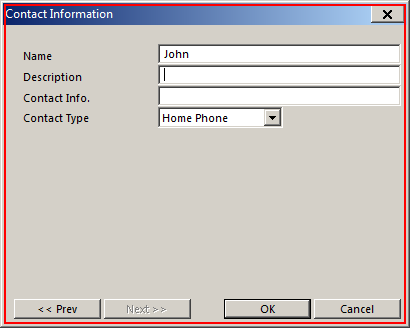 Contact Information
Name John
Description
Contact Info.
Contact Type Home Phone
<< Prev Next >> OK Cancel